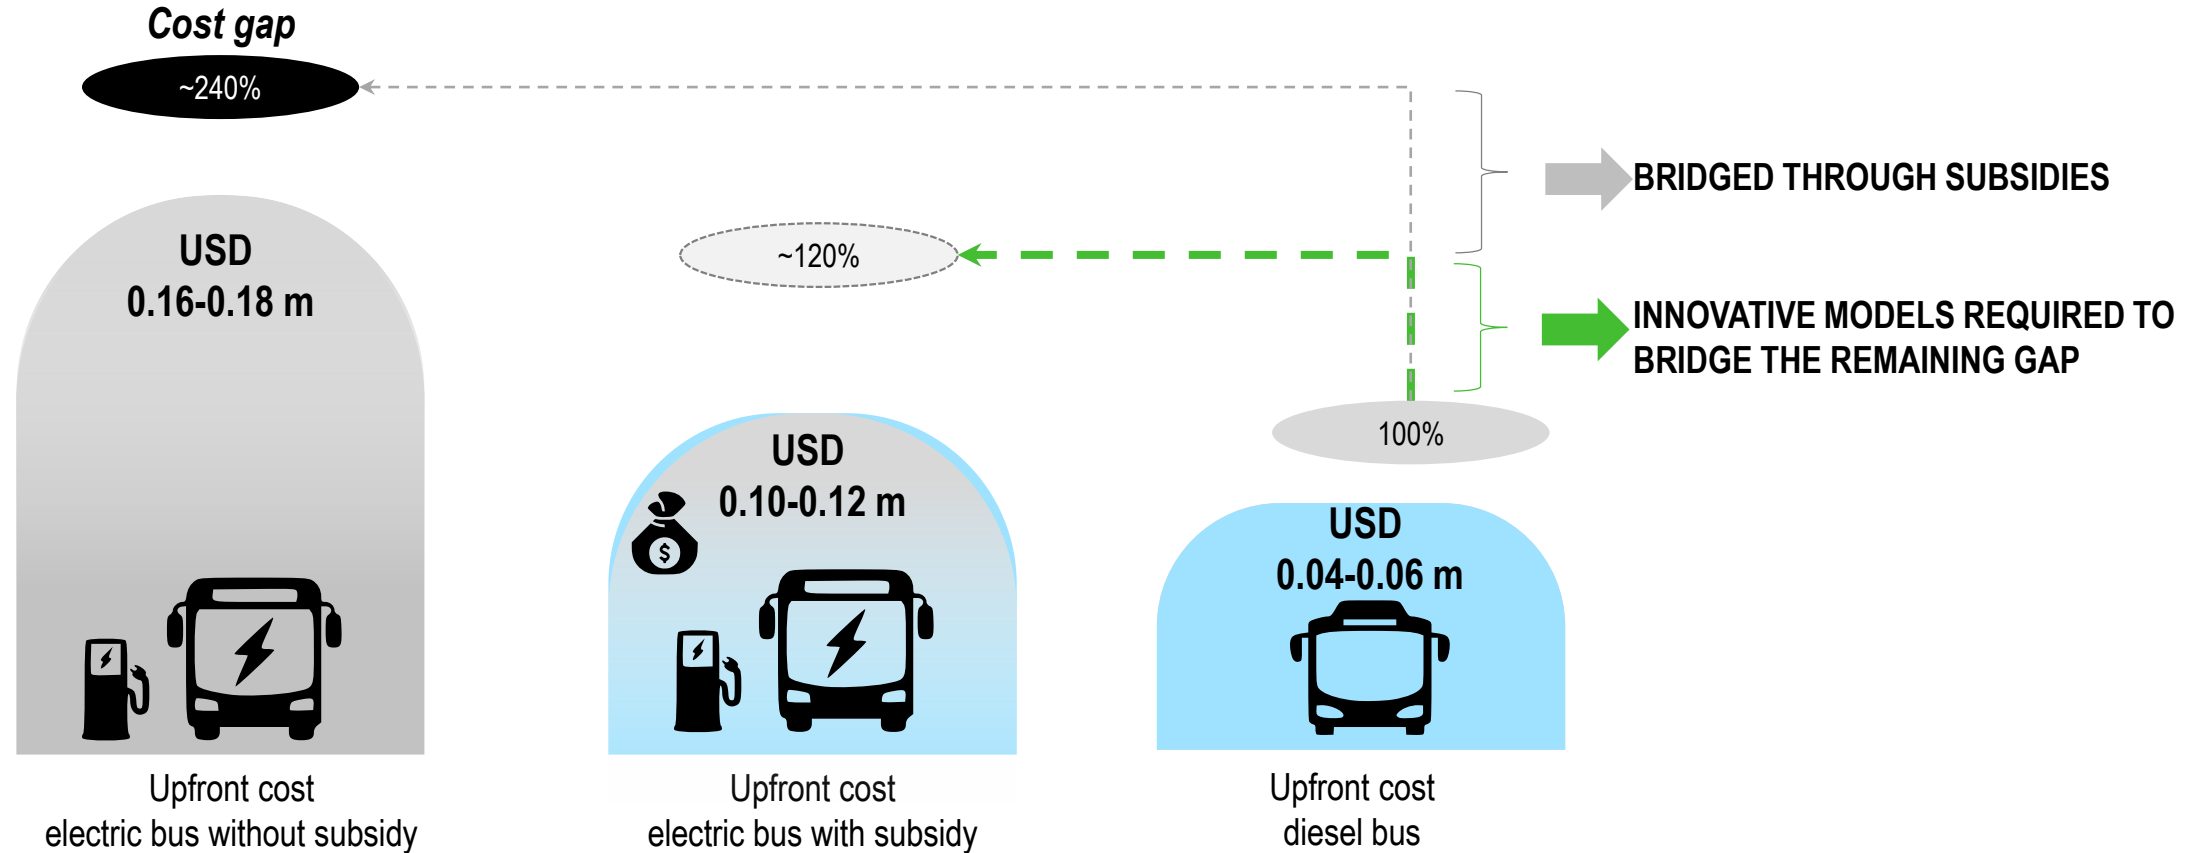 Cost gap
~240%
BRIDGED THROUGH SUBSIDIES
USD
0.16-0.18 m
~120%
INNOVATIVE MODELS REQUIRED TO
BRIDGE THE REMAINING GAP
100%
USD
0.10-0.12 m
$
USD
0.04-0.06 m
Upfront cost
electric bus without subsidy
Upfront cost
electric bus with subsidy
Upfront cost
diesel bus